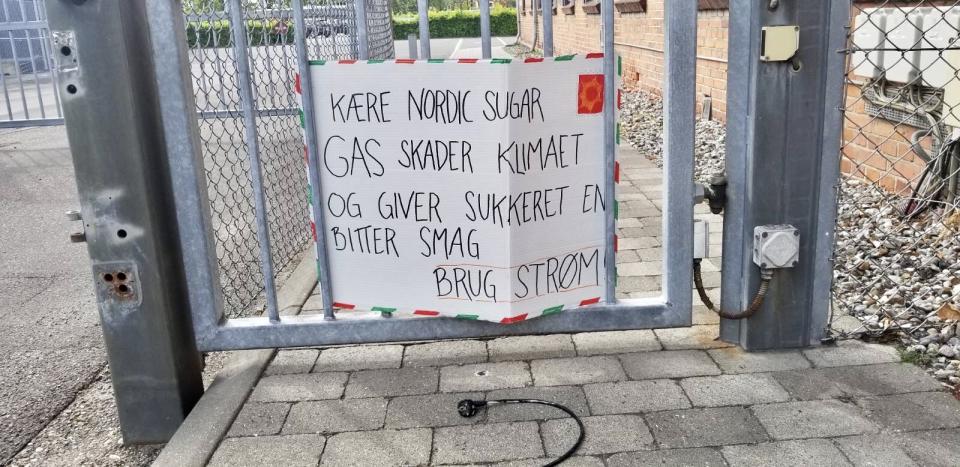 KÆRE NORDIC SUGAR
GAS SKADER KLIMAET
OG GIVER SUKKERET EN
BITTER SMAG
BRUG STRØM!